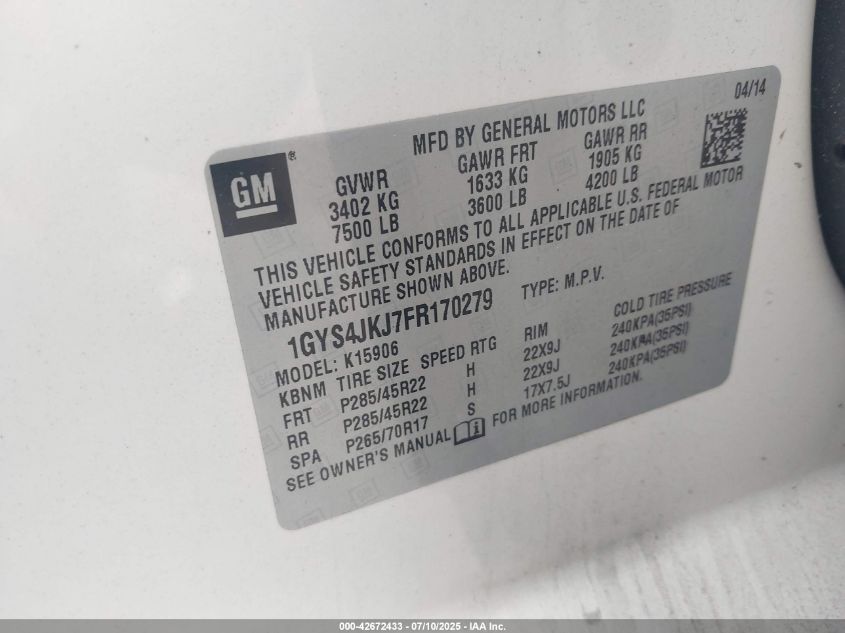 04/14
MFD BY GENERAL MOTORS LLC
GM®
GVWR GAWR FRT GAWR RR
3402 KG 1633 KG 1905 KG
7500 LB 3600 LB 4200 LB
THIS VEHICLE CONFORMS TO ALL APPLICABLE U.S. FEDERAL MOTOR
VEHICLE SAFETY STANDARDS IN EFFECT ON THE DATE OF
MANUFACTURE SHOWN ABOVE.
1GYS4JKJ7FR170279 TYPE: M.P.V.
MODEL: K15906
KBNM TIRE SIZE SPEED RTG RIM COLD TIRE PRESSURE
FRT P285/45R22 H 22X9J 240KPA(35PSI)
RR P285/45R22 H 22X9J 240KPA(35PSI)
SPA P265/70R17 S 17X7.5J 240KPA(35PSI)
SEE OWNER'S MANUAL FOR MORE INFORMATION.
000-42672433 - 07/10/2025 - IAA Inc.